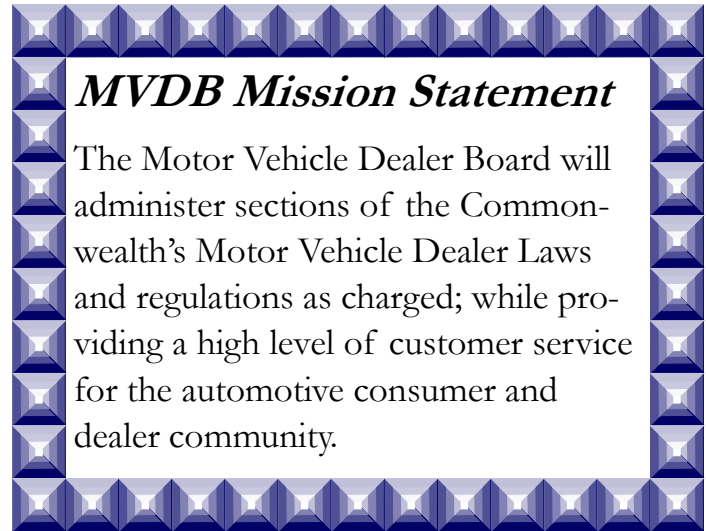 MVDB Mission Statement
The Motor Vehicle Dealer Board will
administer sections of the Common-
wealth’s Motor Vehicle Dealer Laws
and regulations as charged; while pro-
viding a high level of customer service
for the automotive consumer and
dealer community.